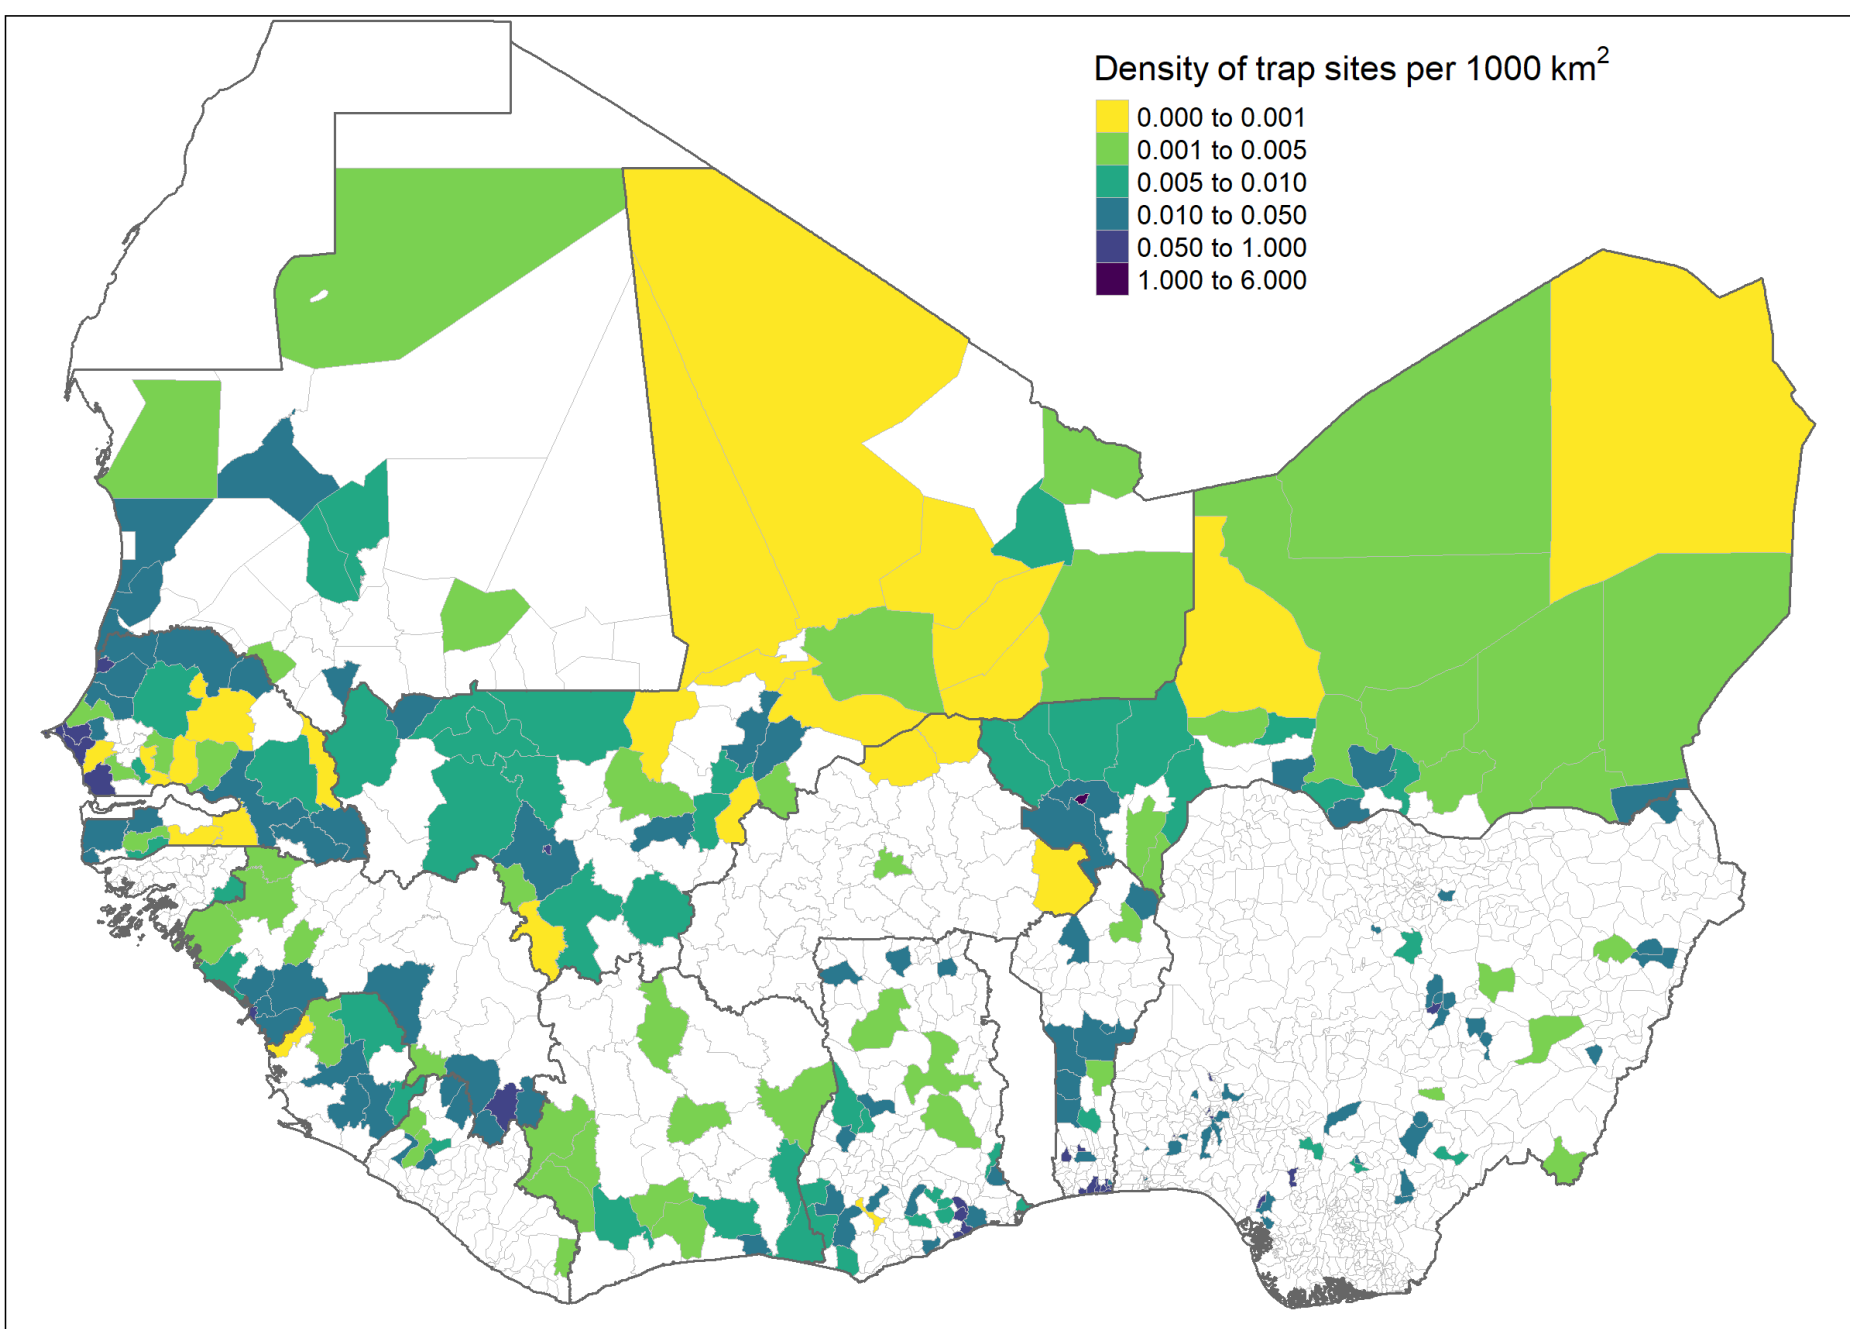 Density of trap sites per 1000 km²
0.000 to 0.001
0.001 to 0.005
0.005 to 0.010
0.010 to 0.050
0.050 to 1.000
1.000 to 6.000